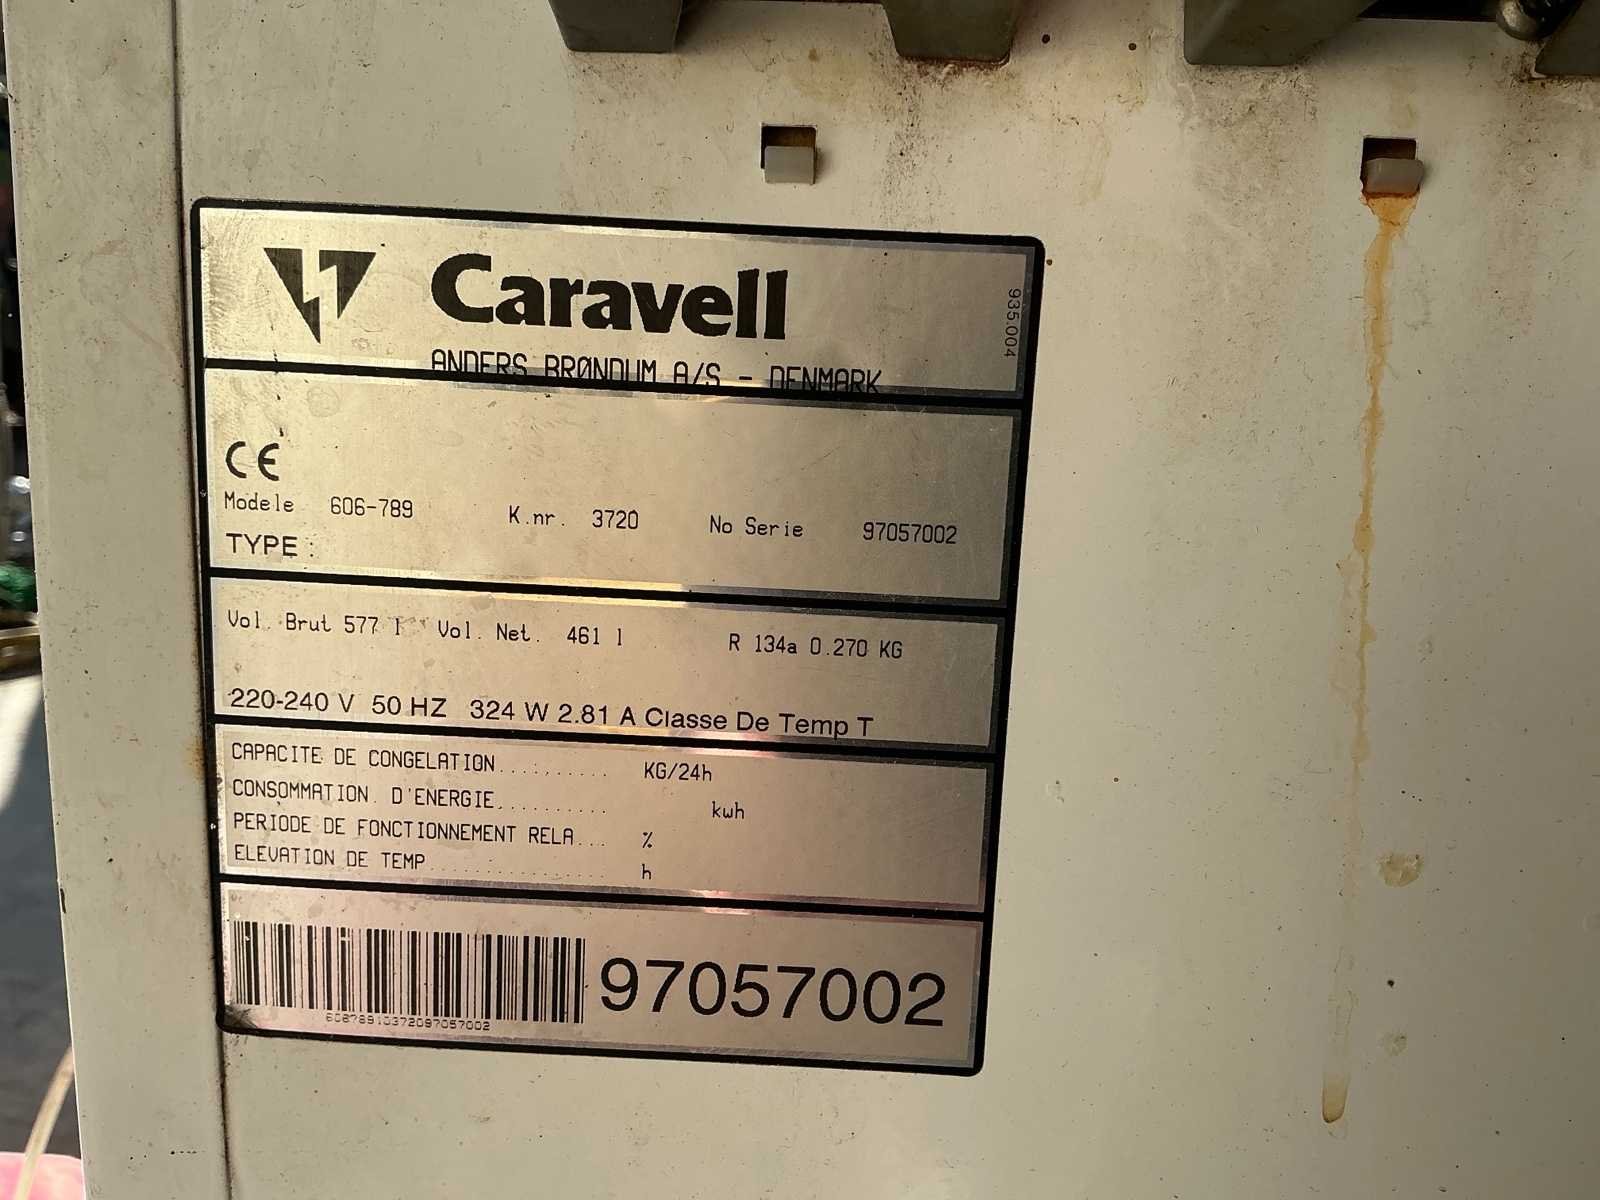 Caravell
935.004
ANDERS BRØNDUM A/S - DENMARK
CE
Modele 606-789 K.nr. 3720 No Serie 97057002
TYPE :
Vol. Brut 577 l Vol. Net. 461 l R 134a 0.270 KG
220-240 V 50 HZ 324 W 2.81 A Classe De Temp T
CAPACITE DE CONGELATION.......... KG/24h
CONSOMMATION D'ENERGIE.......... kwh
PERIODE DE FONCTIONNEMENT RELA... %
ELEVATION DE TEMP................. h
97057002
60678910372097057002